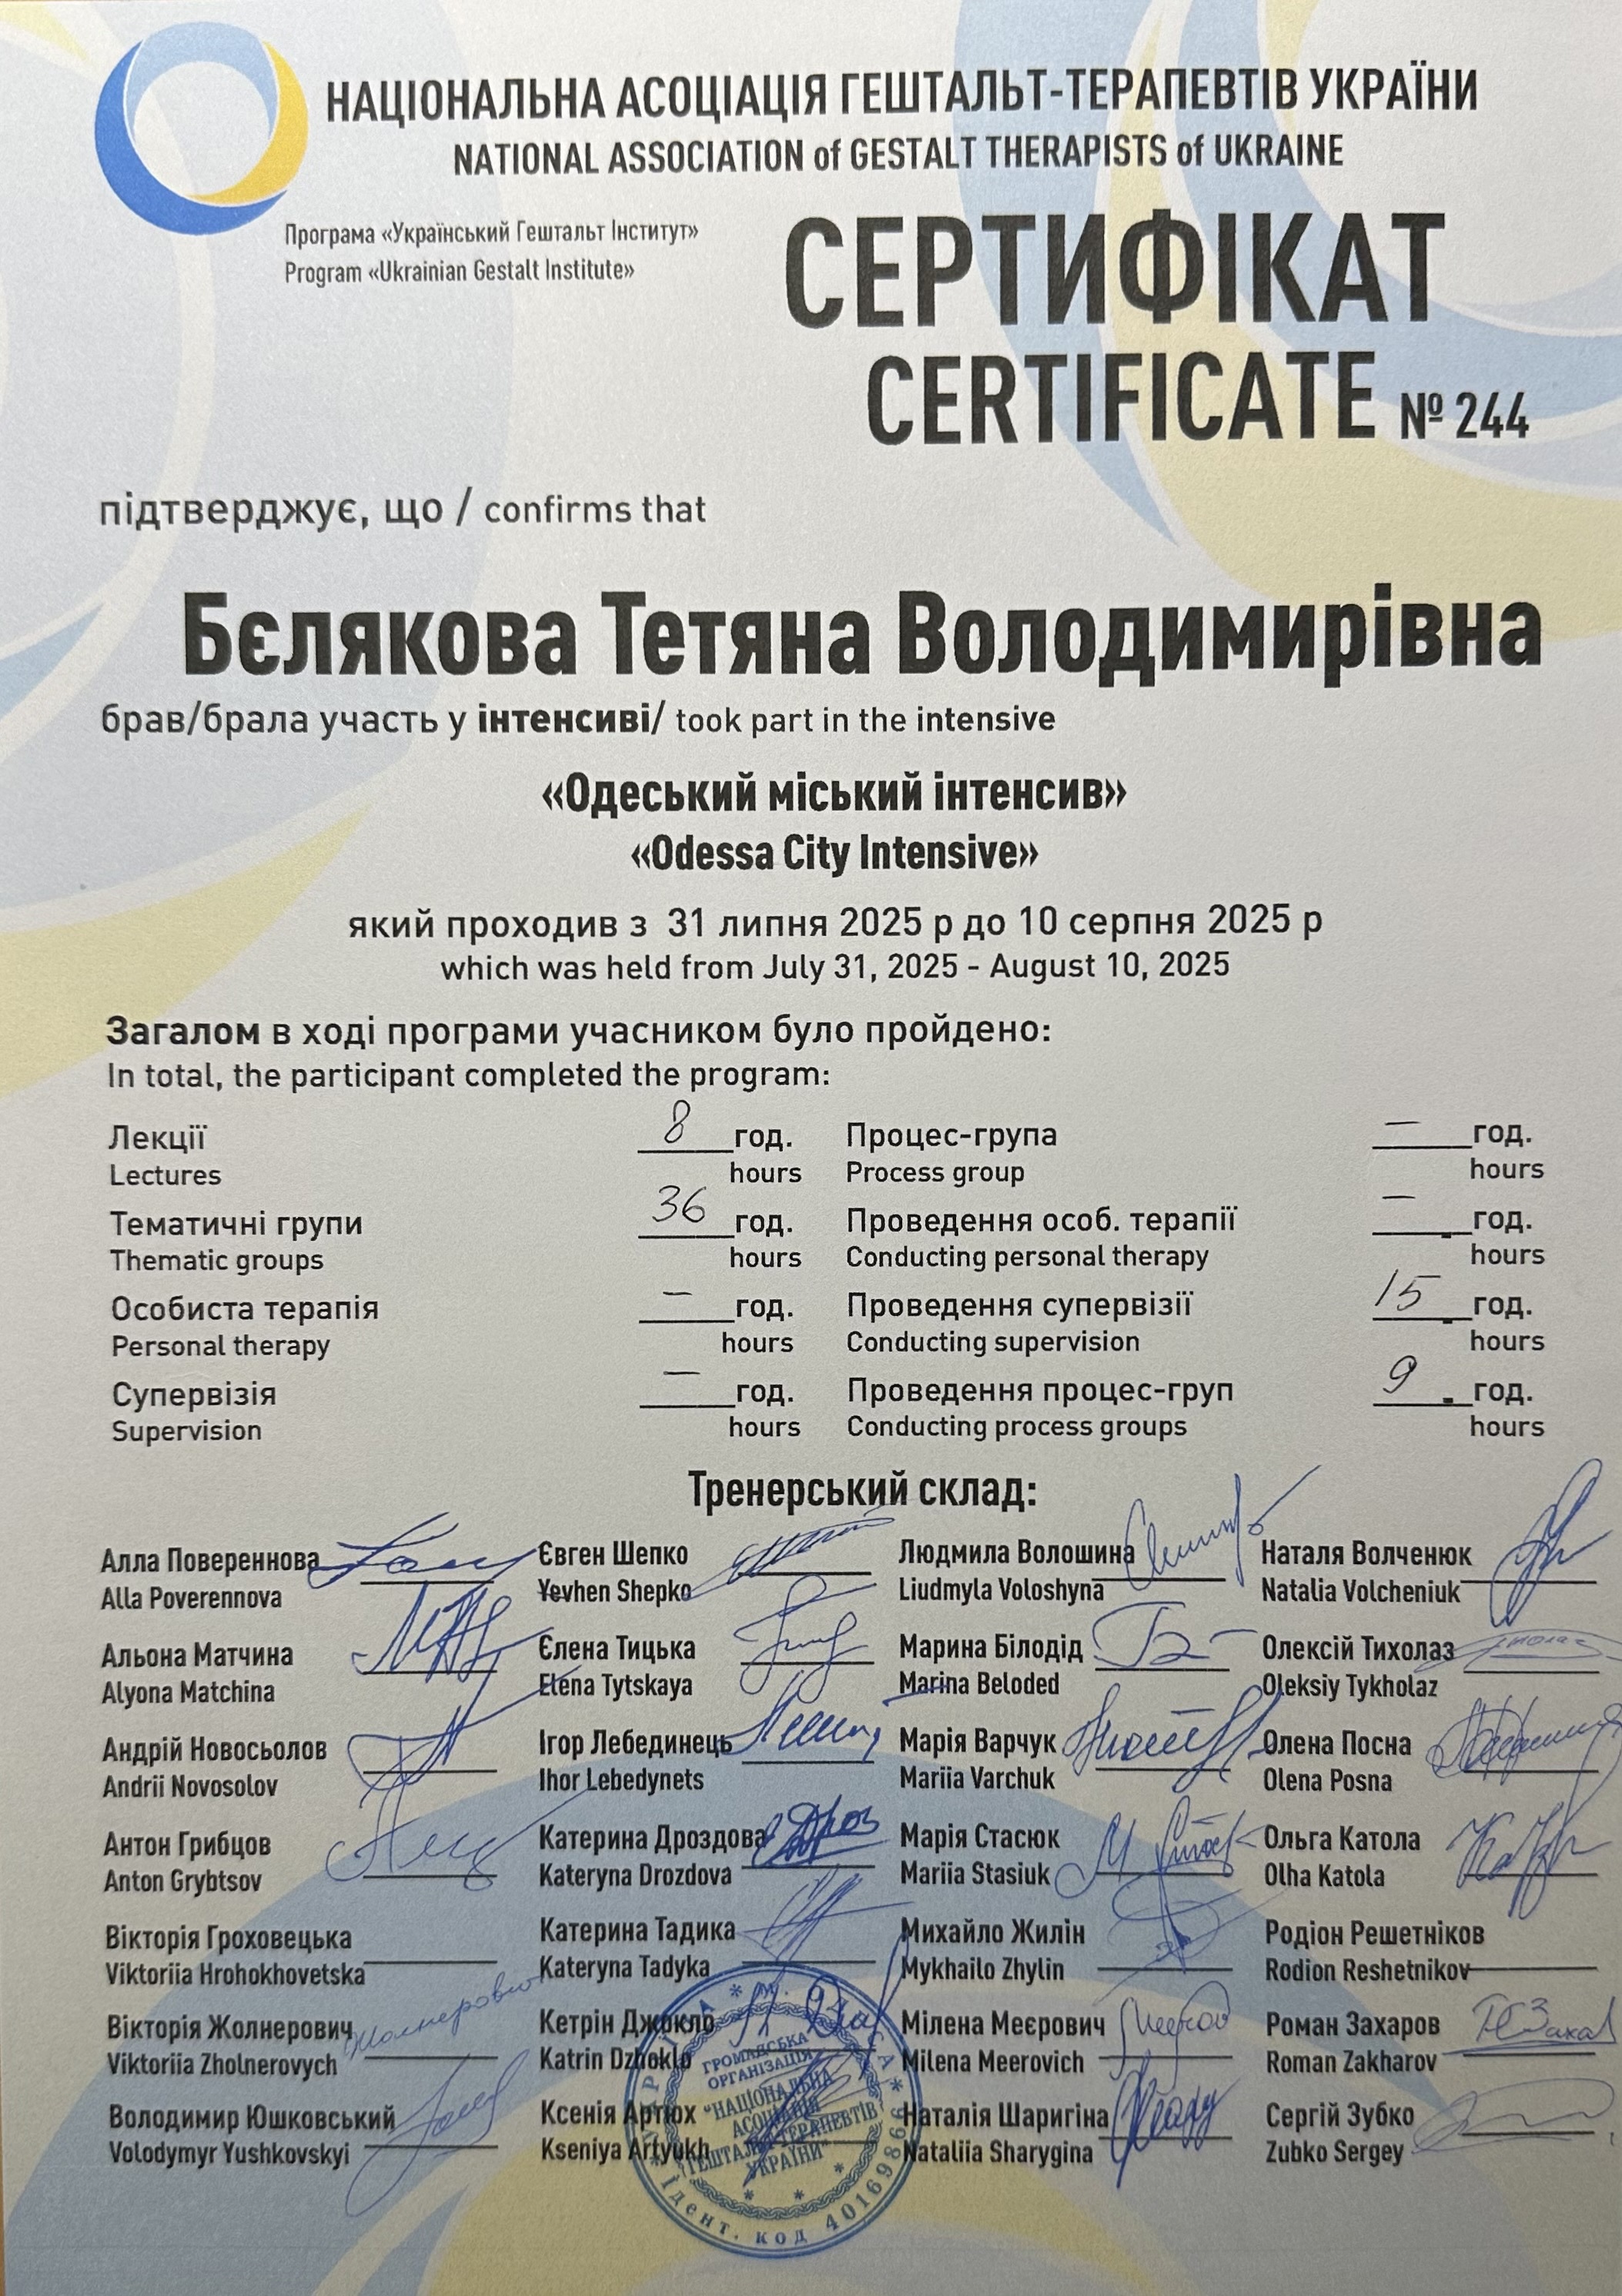 НАЦІОНАЛЬНА АСОЦІАЦІЯ ГЕШТАЛЬТ-ТЕРАПЕВТІВ УКРАЇНИ
NATIONAL ASSOCIATION of GESTALT THERAPISTS of UKRAINE
Програма «Український Гештальт Інститут»
Program «Ukrainian Gestalt Institute»
СЕРТИФІКАТ
CERTIFICATE № 244
підтверджує, що / confirms that
Бєлякова Тетяна Володимирівна
брав/брала участь у інтенсиві/ took part in the intensive
«Одеський міський інтенсив»
«Odessa City Intensive»
який проходив з 31 липня 2025 р до 10 серпня 2025 р
which was held from July 31, 2025 - August 10, 2025
Загалом в ході програми учасником було пройдено:
In total, the participant completed the program:
Лекції 8 год. Процес-група — год.
Lectures hours Process group hours
Тематичні групи 36 год. Проведення особ. терапії — год.
Thematic groups hours Conducting personal therapy hours
Особиста терапія — год. Проведення супервізії 15 год.
Personal therapy hours Conducting supervision hours
Супервізія — год. Проведення процес-груп 9 год.
Supervision hours Conducting process groups hours
Тренерський склад:
Алла Повереннова Євген Шепко Людмила Волошина Наталя Волченюк
Alla Poverennova Yevhen Shepko Liudmyla Voloshyna Natalia Volcheniuk
Альона Матчина Єлена Тицька Марина Білодід Олексій Тихолаз
Alyona Matchina Elena Tytskaya Marina Beloded Oleksiy Tykholaz
Андрій Новосьолов Ігор Лебединець Марія Варчук Олена Посна
Andrii Novosolov Ihor Lebedynets Mariia Varchuk Olena Posna
Антон Грибцов Катерина Дроздова Марія Стасюк Ольга Катола
Anton Grybtsov Kateryna Drozdova Mariia Stasiuk Olha Katola
Вікторія Гроховецька Катерина Тадика Михайло Жилін Родіон Решетніков
Viktoriia Hrohokhovetska Kateryna Tadyka Mykhailo Zhylin Rodion Reshetnikov
Вікторія Жолнерович Кетрін Джокло Мілена Меєрович Роман Захаров
Viktoriia Zholnerovych Katrin Dzhoklo Milena Meerovich Roman Zakharov
Володимир Юшковський Ксенія Артюх Наталія Шаригіна Сергій Зубко
Volodymyr Yushkovskyi Kseniya Artyukh Nataliia Sharygina Zubko Sergey
ГРОМАДСЬКА
ОРГАНІЗАЦІЯ
"НАЦІОНАЛЬНА
АСОЦІАЦІЯ
ГЕШТАЛЬТ-ТЕРАПЕВТІВ
УКРАЇНИ"
Ідент. код 40169866